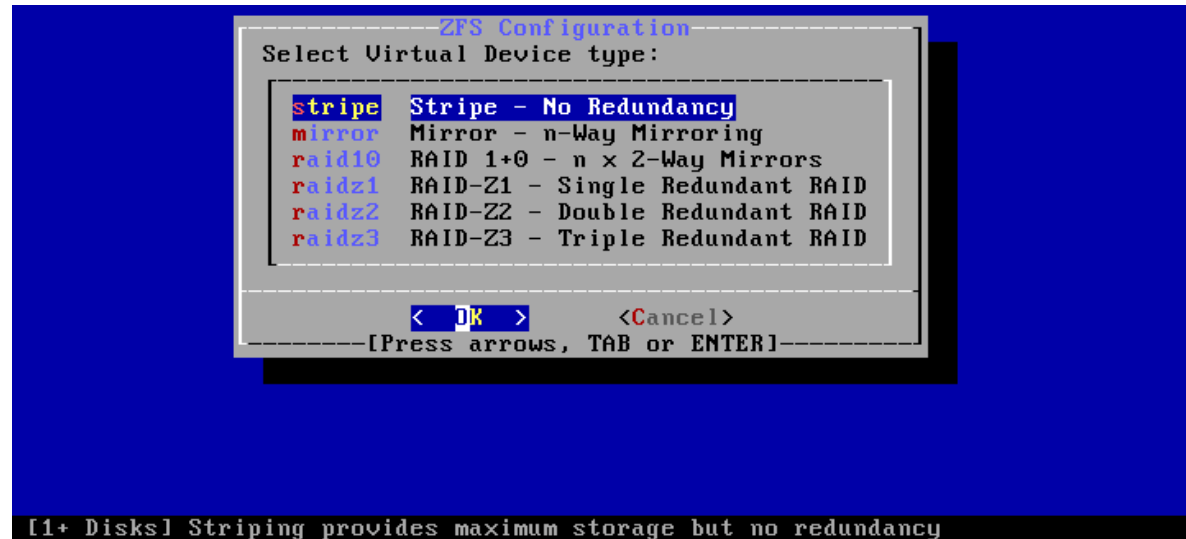 ZFS Configuration
Select Virtual Device type:
stripe Stripe - No Redundancy
mirror Mirror - n-Way Mirroring
raid10 RAID 1+0 - n x 2-Way Mirrors
raidz1 RAID-Z1 - Single Redundant RAID
raidz2 RAID-Z2 - Double Redundant RAID
raidz3 RAID-Z3 - Triple Redundant RAID
< OK > <Cancel>
[Press arrows, TAB or ENTER]
[1+ Disks] Striping provides maximum storage but no redundancy